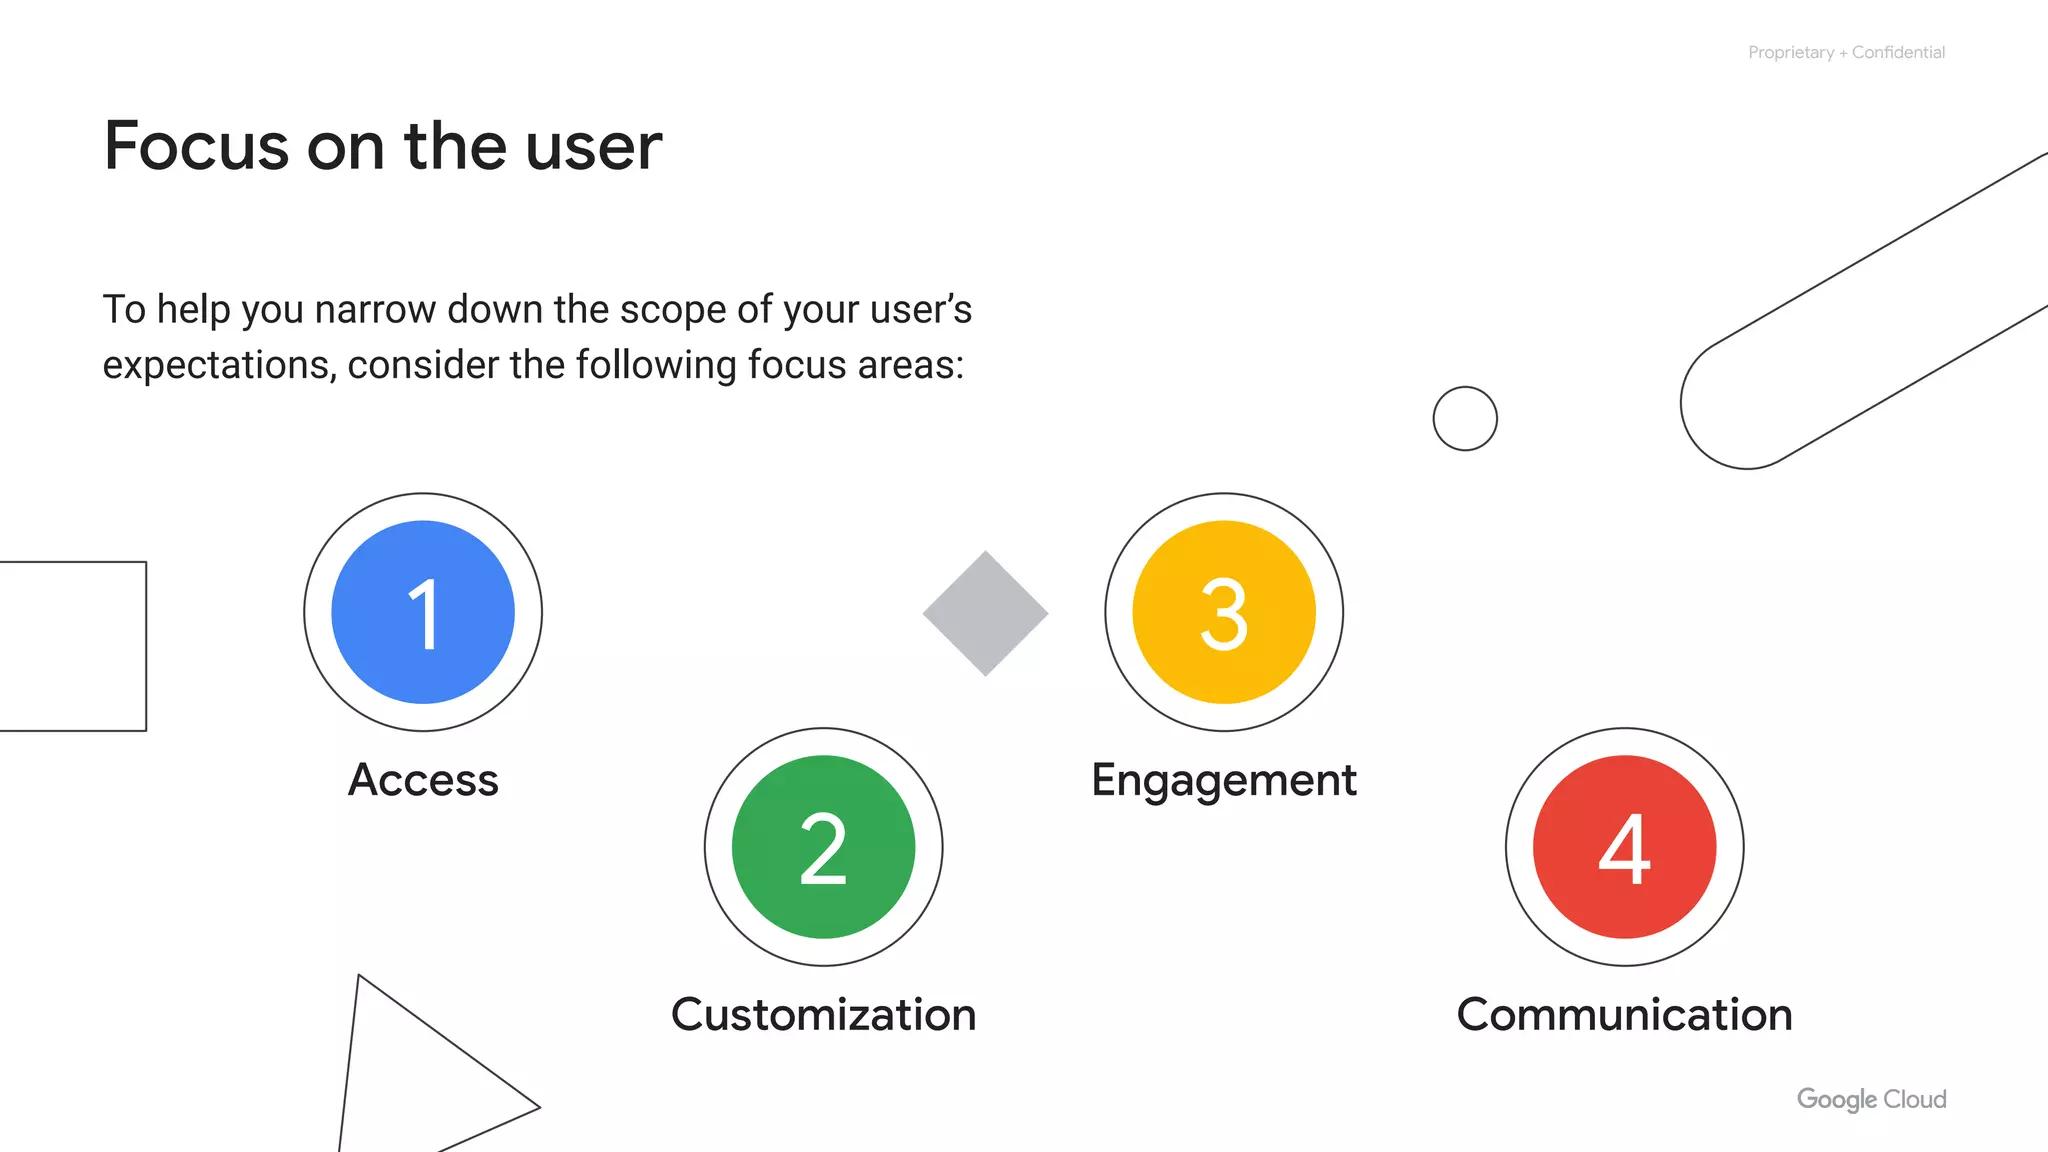 Proprietary + Confidential
Focus on the user
To help you narrow down the scope of your user’s
expectations, consider the following focus areas:
1
Access
2
Customization
3
Engagement
4
Communication
Google Cloud